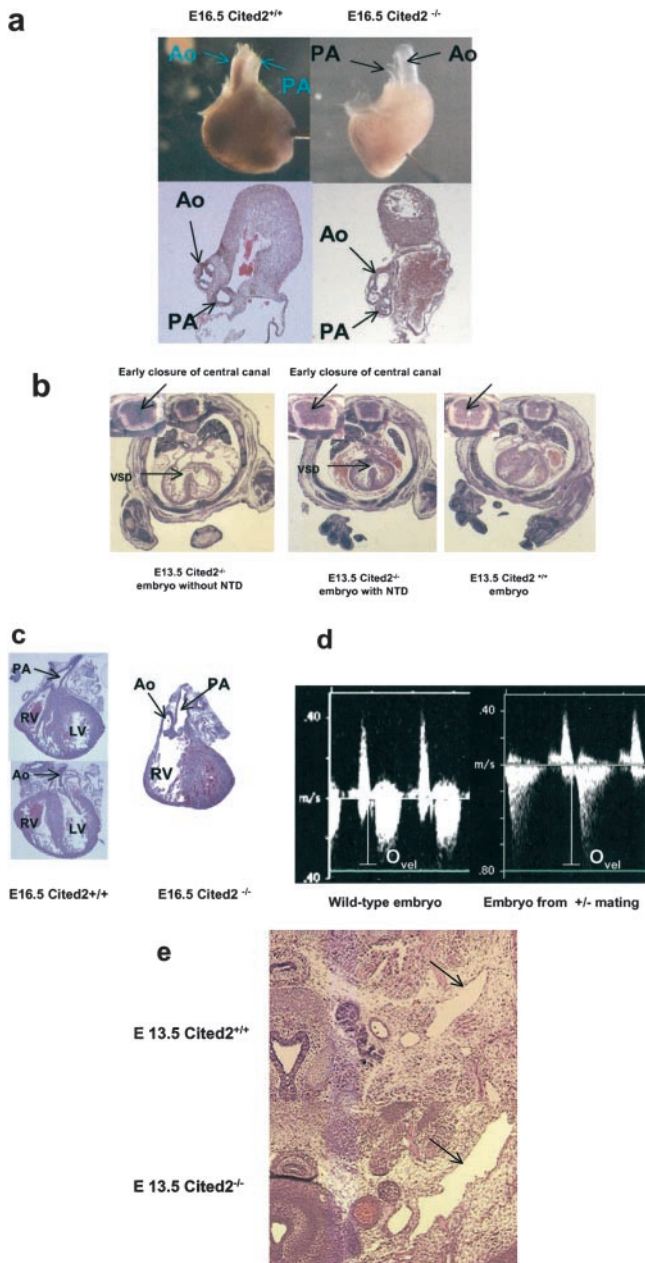 a
E16.5 Cited2+/+
E16.5 Cited2 -/-
Ao
PA
PA
Ao
Ao
PA
Ao
PA
b
Early closure of central canal
Early closure of central canal
VSD
VSD
E13.5 Cited2-/-
embryo without NTD
E13.5 Cited2-/-
embryo with NTD
E13.5 Cited2 +/+
embryo
c
PA
RV
LV
Ao
RV
LV
E16.5 Cited2+/+
Ao
PA
RV
E16.5 Cited2 -/-
d
.40
m/s
.40
Ovel
Wild-type embryo
.40
m/s
.80
Ovel
Embryo from +/- mating
e
E 13.5 Cited2+/+
E 13.5 Cited2-/-